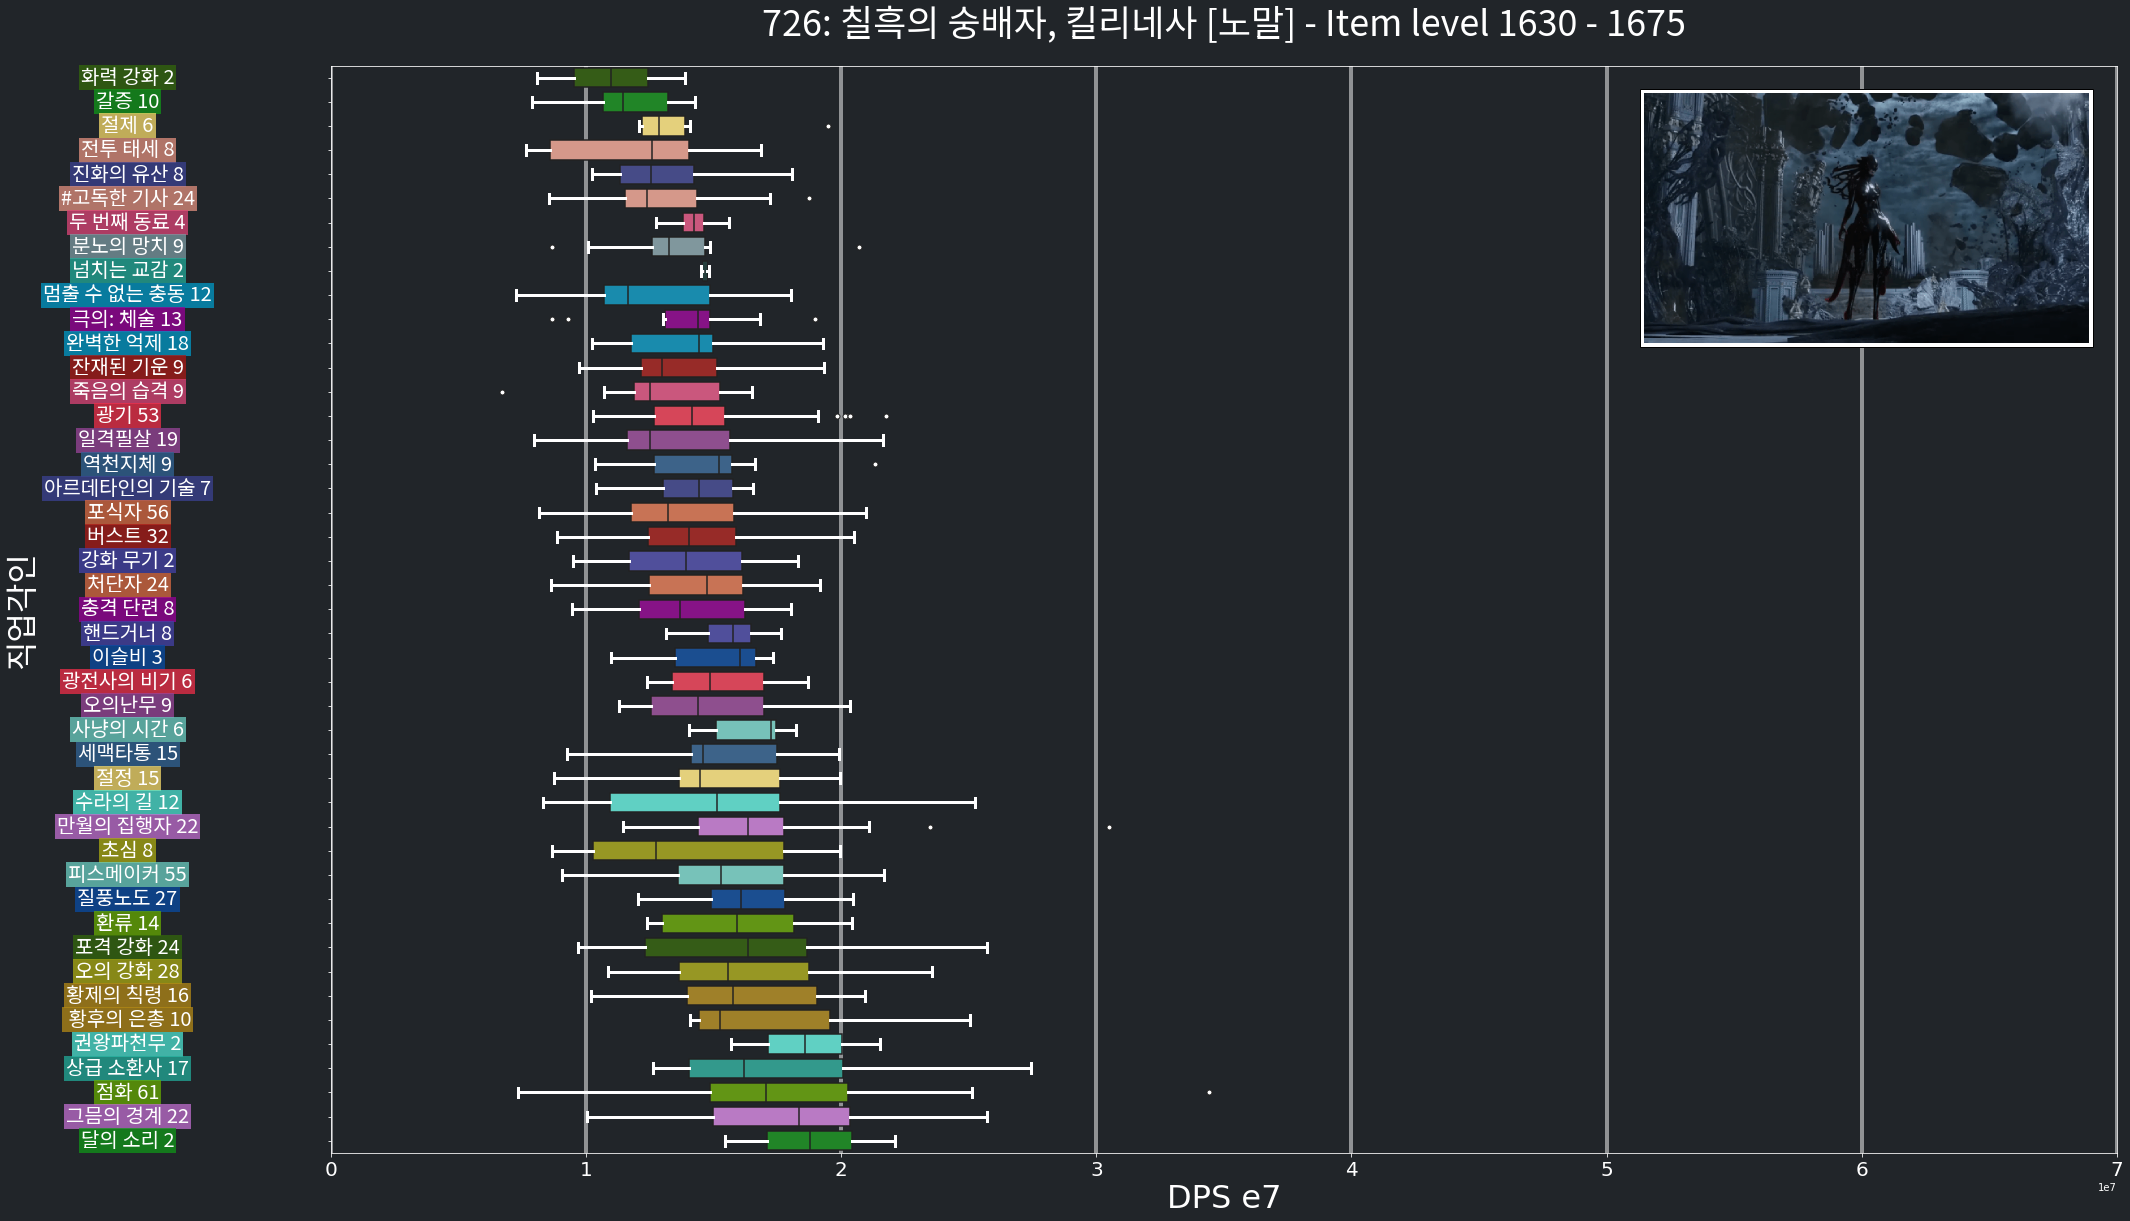 726: 칠흑의 숭배자, 킬리네사 [노말] - Item level 1630 - 1675
직업각인
화력 강화 2
갈증 10
절제 6
전투 태세 8
진화의 유산 8
#고독한 기사 24
두 번째 동료 4
분노의 망치 9
넘치는 교감 2
멈출 수 없는 충동 12
극의: 체술 13
완벽한 억제 18
잔재된 기운 9
죽음의 습격 9
광기 53
일격필살 19
역천지체 9
아르데타인의 기술 7
포식자 56
버스트 32
강화 무기 2
처단자 24
충격 단련 8
핸드거너 8
이슬비 3
광전사의 비기 6
오의난무 9
사냥의 시간 6
세맥타통 15
절정 15
수라의 길 12
만월의 집행자 22
초심 8
피스메이커 55
질풍노도 27
환류 14
포격 강화 24
오의 강화 28
황제의 칙령 16
황후의 은총 10
권왕파천무 2
상급 소환사 17
점화 61
그믐의 경계 22
달의 소리 2
0 1 2 3 4 5 6 7
1e7
DPS e7